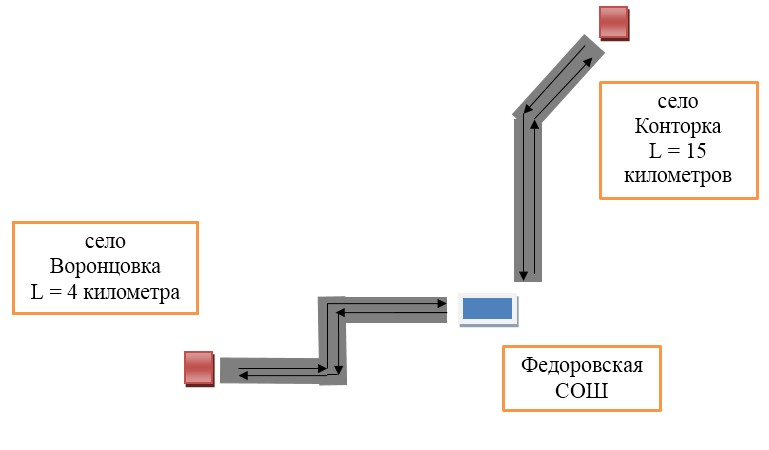 село
Конторка
L = 15
километров
село
Воронцовка
L = 4 километра
Федоровская
СОШ